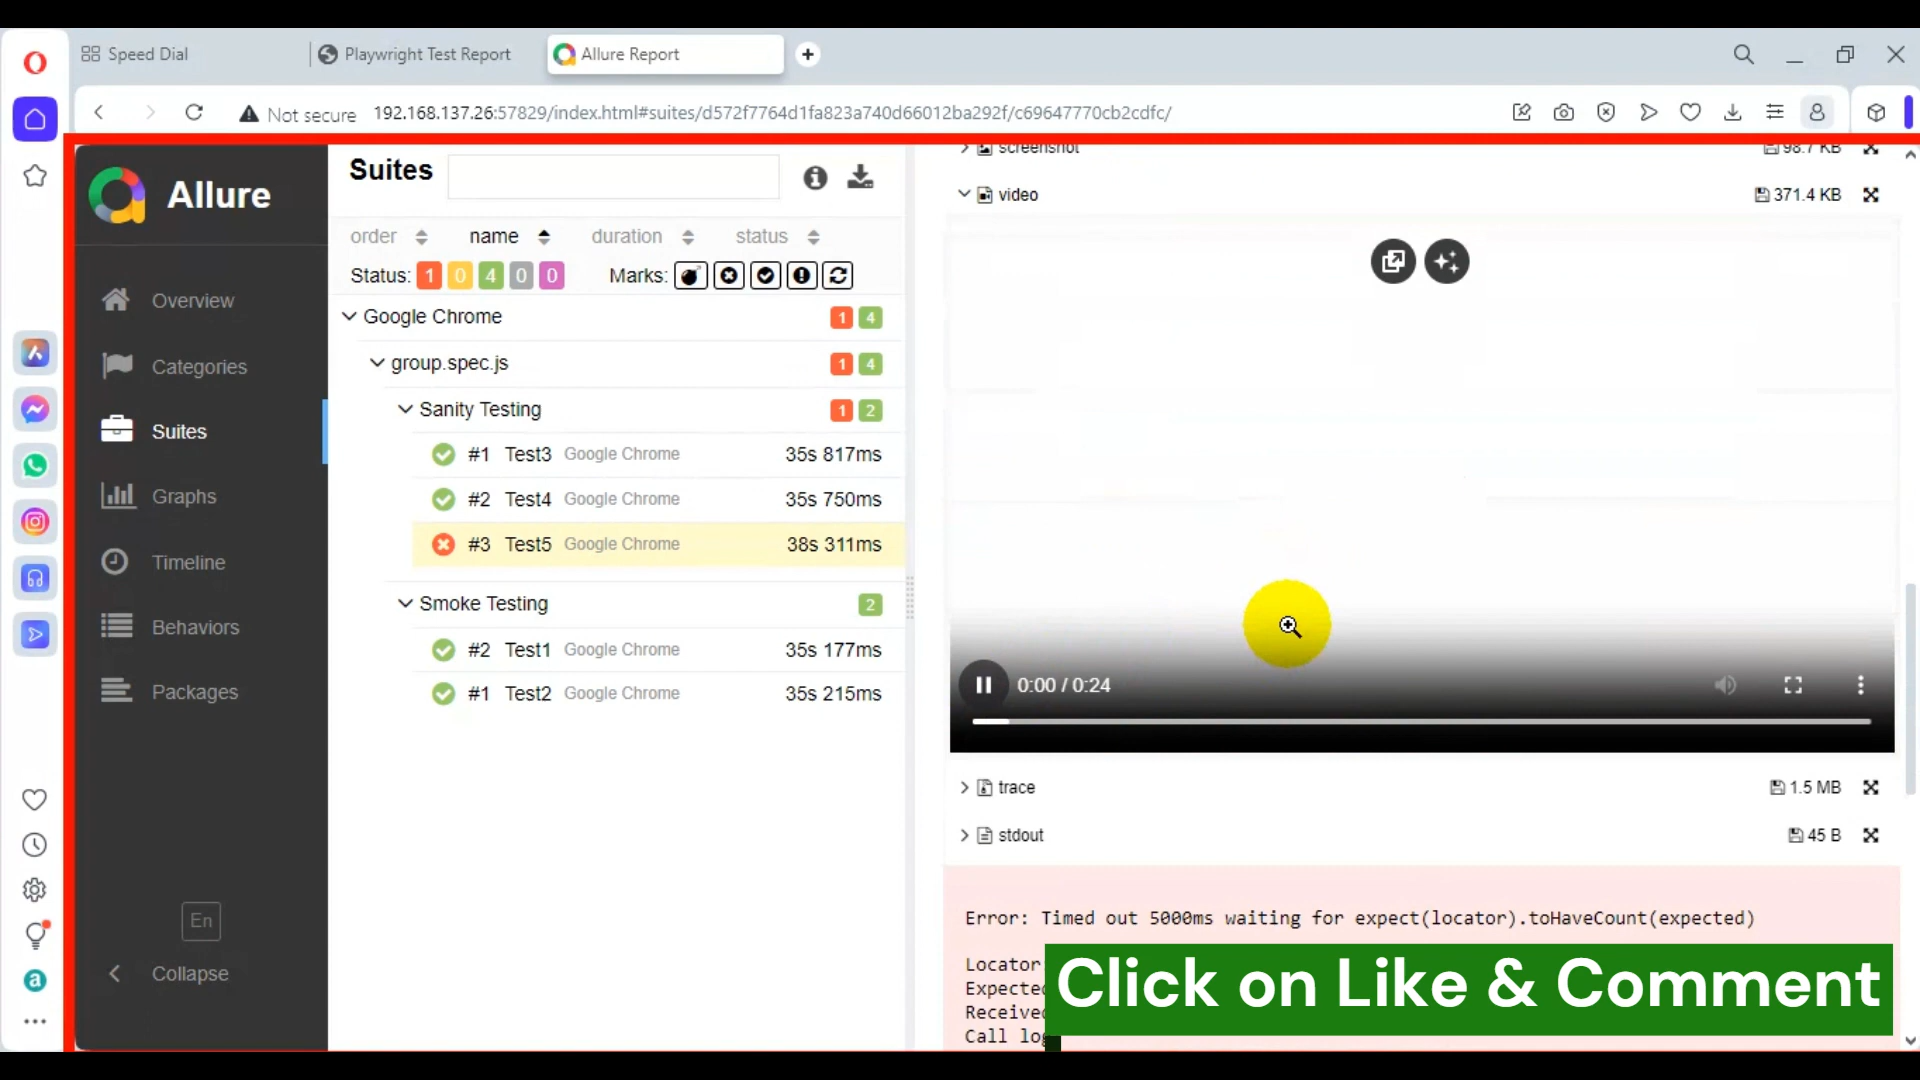 Speed Dial
Playwright Test Report
Allure Report
Not secure
192.168.137.26:57829/index.html#suites/d572f7764d1fa823a740d66012ba292f/c69647770cb2cdfc/
Allure
Overview
Categories
Suites
Graphs
Timeline
Behaviors
Packages
En
Collapse
Suites
order name duration status
Status: 1 0 4 0 0 Marks:
Google Chrome 1 4
group.spec.js 1 4
Sanity Testing 1 2
#1 Test3 Google Chrome 35s 817ms
#2 Test4 Google Chrome 35s 750ms
#3 Test5 Google Chrome 38s 311ms
Smoke Testing 2
#2 Test1 Google Chrome 35s 177ms
#1 Test2 Google Chrome 35s 215ms
screenshot 98.7 KB
video 371.4 KB
0:00 / 0:24
trace 1.5 MB
stdout 45 B
Error: Timed out 5000ms waiting for expect(locator).toHaveCount(expected)
Locator
Expected
Received
Call log
Click on Like & Comment